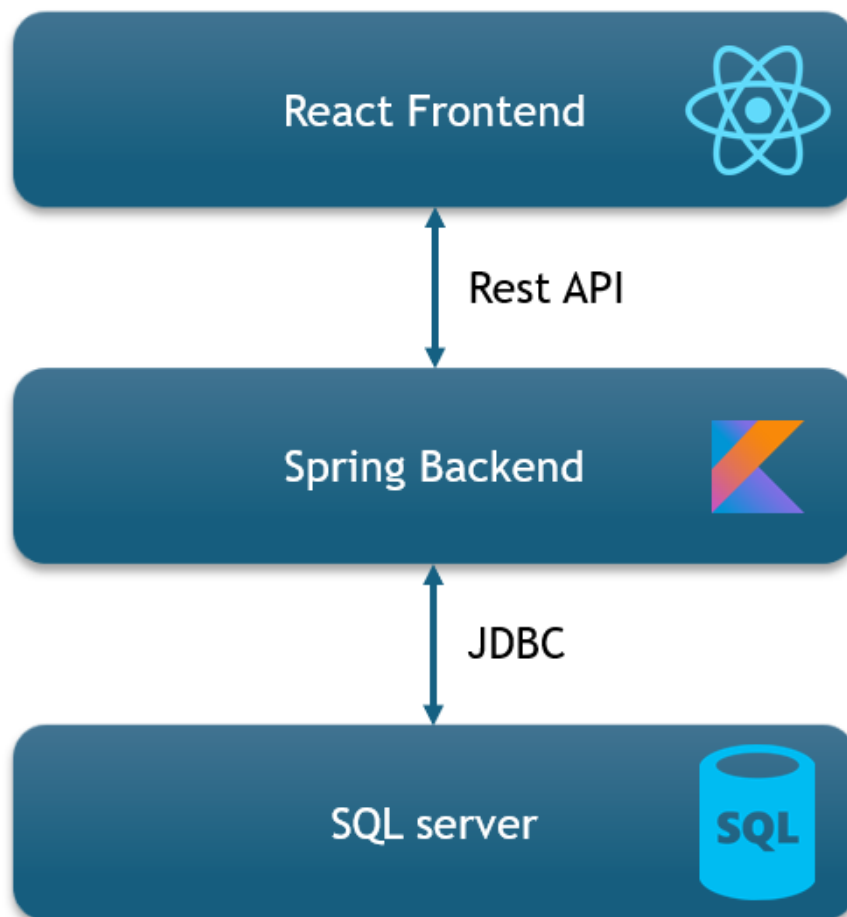 React Frontend
Rest API
Spring Backend
JDBC
SQL server
SQL